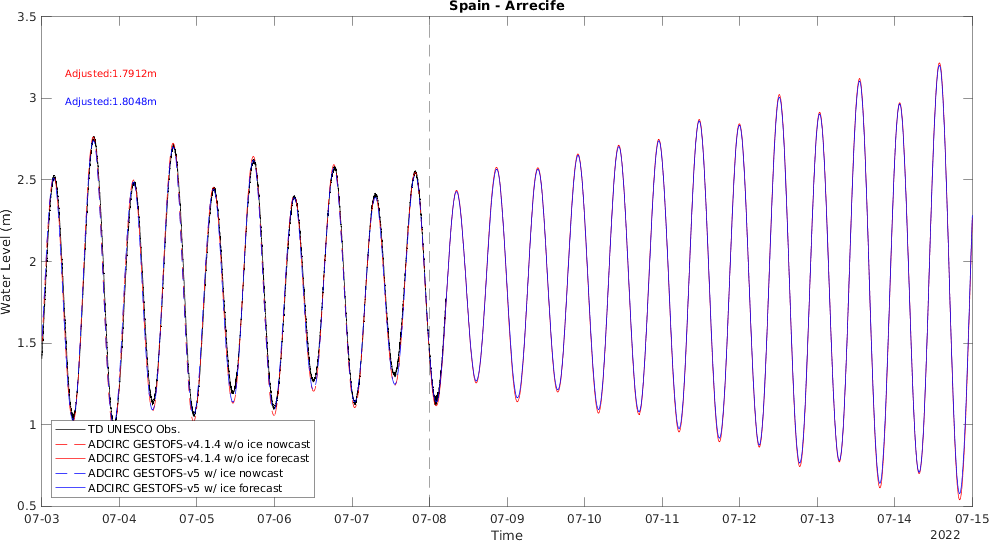 Spain - Arrecife
Adjusted:1.7912m
Adjusted:1.8048m
Water Level (m)
3.5
3
2.5
2
1.5
1
0.5
TD UNESCO Obs.
ADCIRC GESTOFS-v4.1.4 w/o ice nowcast
ADCIRC GESTOFS-v4.1.4 w/o ice forecast
ADCIRC GESTOFS-v5 w/ ice nowcast
ADCIRC GESTOFS-v5 w/ ice forecast
07-03 07-04 07-05 07-06 07-07 07-08 07-09 07-10 07-11 07-12 07-13 07-14 07-15
Time
2022